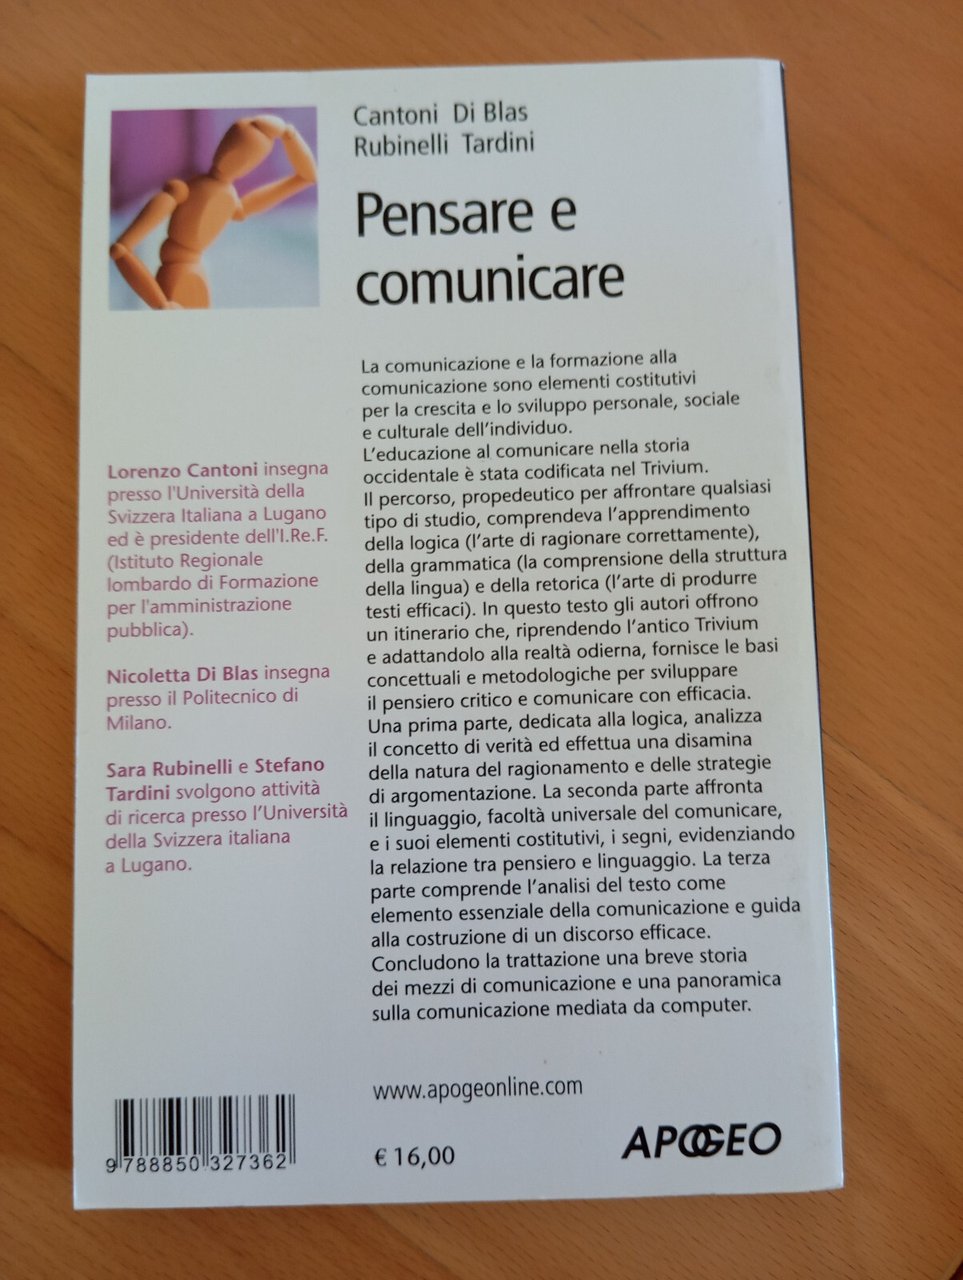 Cantoni Di Blas
Rubinelli Tardini
Pensare e
comunicare
La comunicazione e la formazione alla
comunicazione sono elementi costitutivi
per la crescita e lo sviluppo personale, sociale
e culturale dell'individuo.
L'educazione al comunicare nella storia
occidentale è stata codificata nel Trivium.
Il percorso, propedeutico per affrontare qualsiasi
tipo di studio, comprendeva l'apprendimento
della logica (l'arte di ragionare correttamente),
della grammatica (la comprensione della struttura
della lingua) e della retorica (l'arte di produrre
testi efficaci). In questo testo gli autori offrono
un itinerario che, riprendendo l'antico Trivium
e adattandolo alla realtà odierna, fornisce le basi
concettuali e metodologiche per sviluppare
il pensiero critico e comunicare con efficacia.
Una prima parte, dedicata alla logica, analizza
il concetto di verità ed effettua una disamina
della natura del ragionamento e delle strategie
di argomentazione. La seconda parte affronta
il linguaggio, facoltà universale del comunicare,
e i suoi elementi costitutivi, i segni, evidenziando
la relazione tra pensiero e linguaggio. La terza
parte comprende l'analisi del testo come
elemento essenziale della comunicazione e guida
alla costruzione di un discorso efficace.
Concludono la trattazione una breve storia
dei mezzi di comunicazione e una panoramica
sulla comunicazione mediata da computer.
Lorenzo Cantoni insegna
presso l'Università della
Svizzera Italiana a Lugano
ed è presidente dell'I.Re.F.
(Istituto Regionale
lombardo di Formazione
per l'amministrazione
pubblica).
Nicoletta Di Blas insegna
presso il Politecnico di
Milano.
Sara Rubinelli e Stefano
Tardini svolgono attività
di ricerca presso l'Università
della Svizzera italiana
a Lugano.
www.apogeonline.com
€ 16,00
APOGEO
9 788850 327362